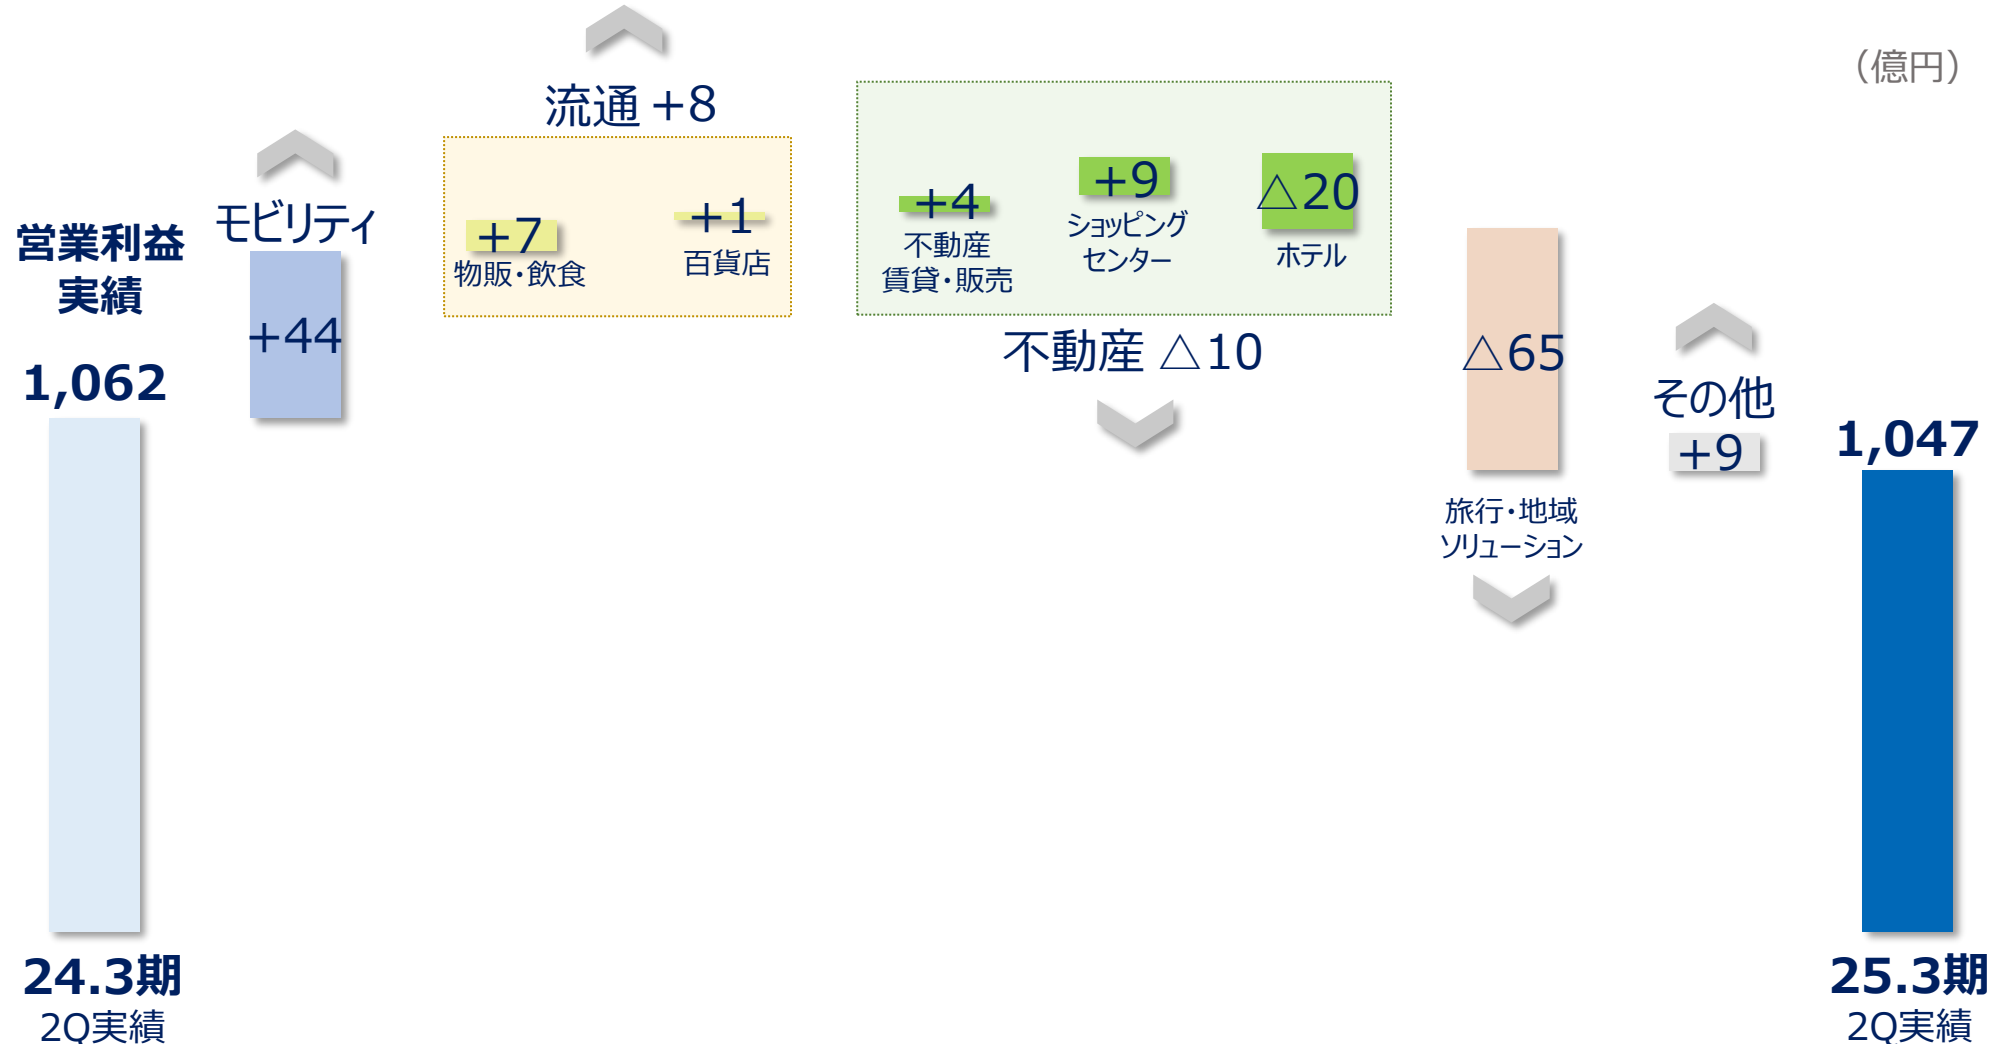 （億円）
営業利益
実績
1,062
24.3期
2Q実績
モビリティ
+44
流通 +8
+7
物販・飲食
+1
百貨店
+4
不動産
賃貸・販売
+9
ショッピング
センター
△20
ホテル
不動産 △10
△65
旅行・地域
ソリューション
その他
+9
1,047
25.3期
2Q実績